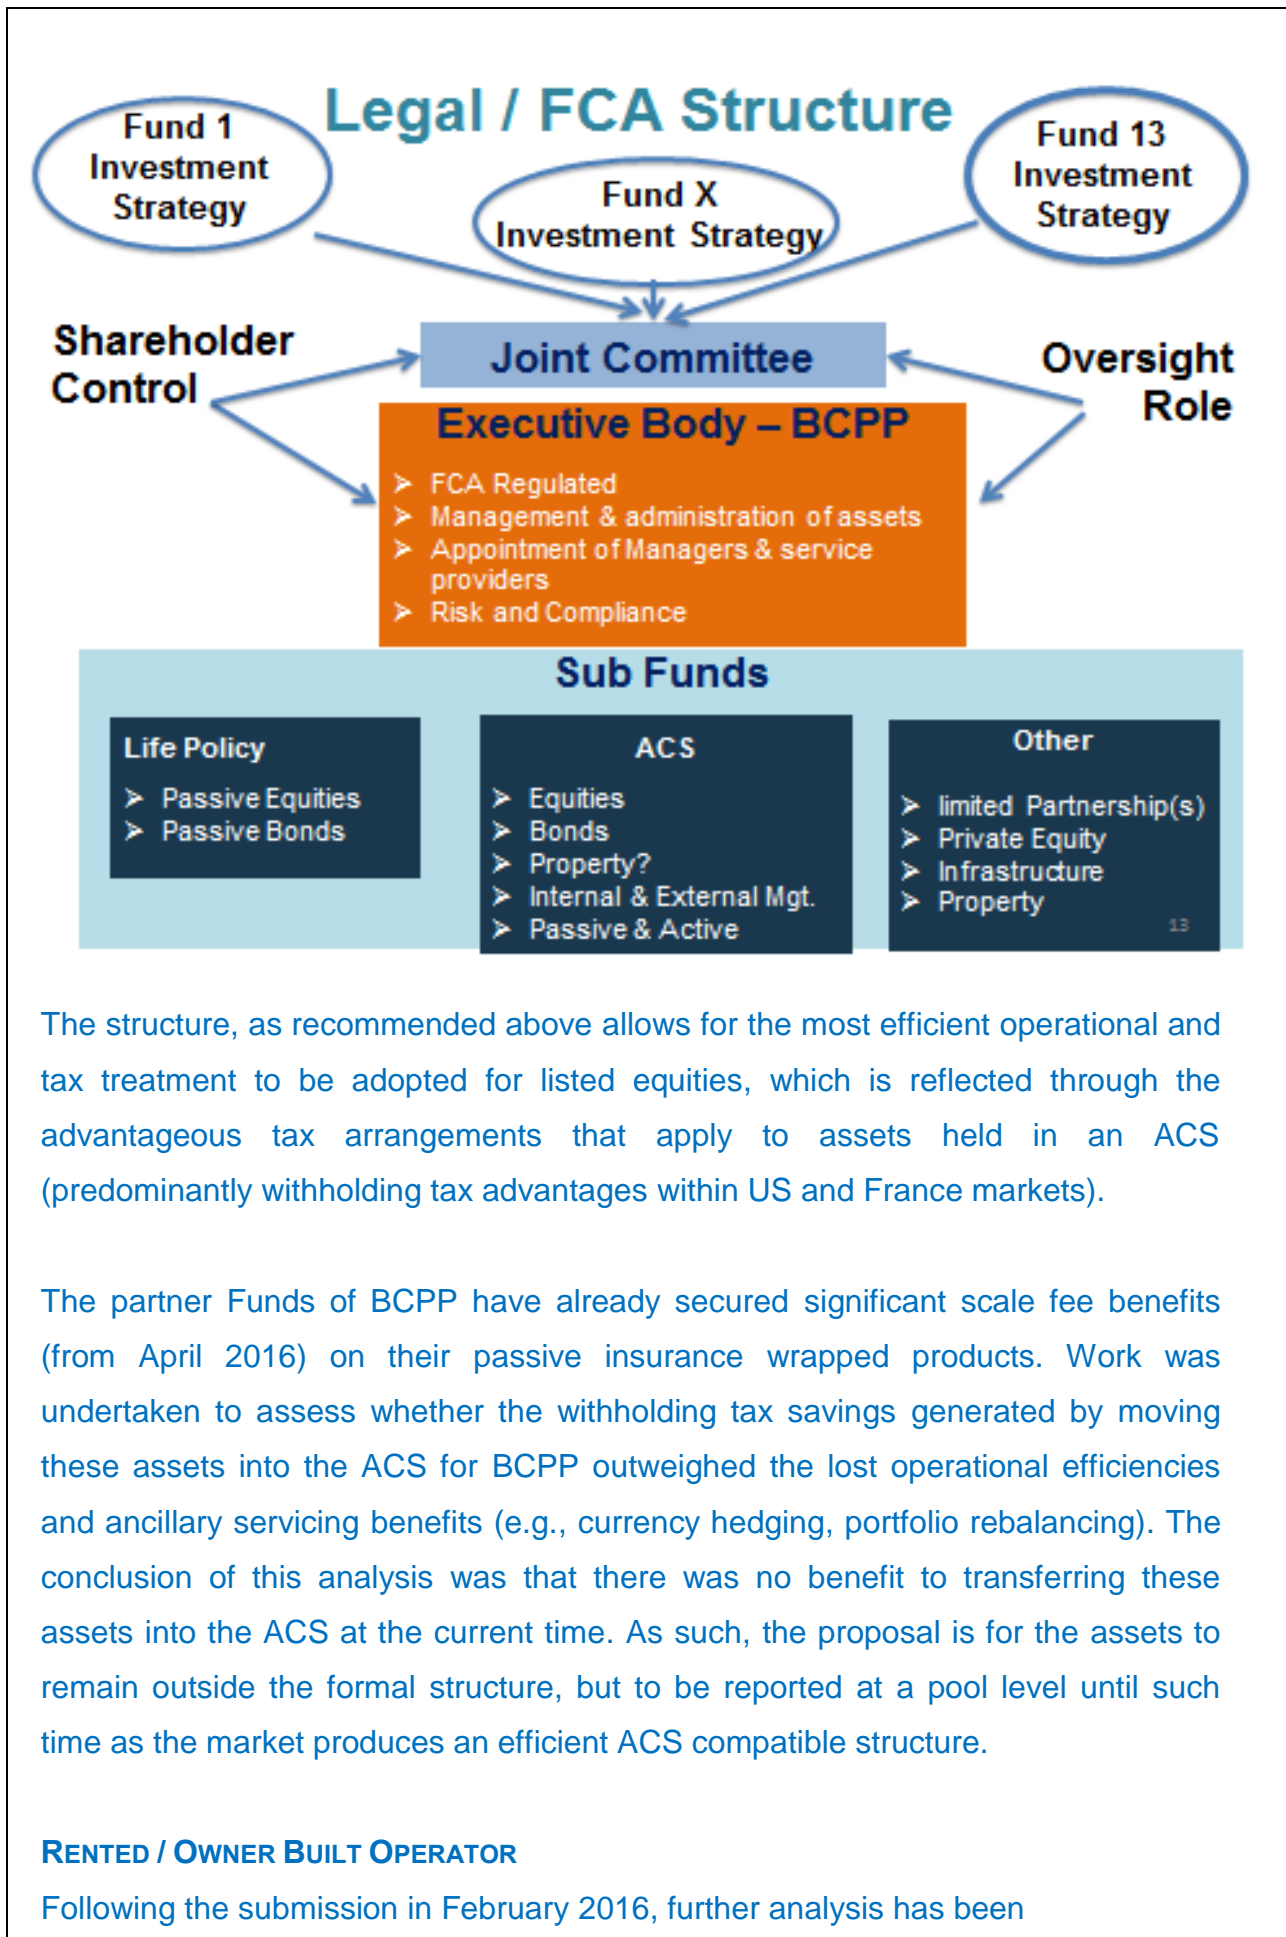 Legal / FCA Structure
Fund 1
Investment
Strategy
Fund X
Investment Strategy
Fund 13
Investment
Strategy
Shareholder
Control
Joint Committee
Oversight
Role
Executive Body – BCPP
➢ FCA Regulated
➢ Management & administration of assets
➢ Appointment of Managers & service
providers
➢ Risk and Compliance
Sub Funds
Life Policy
➢ Passive Equities
➢ Passive Bonds
ACS
➢ Equities
➢ Bonds
➢ Property?
➢ Internal & External Mgt.
➢ Passive & Active
Other
➢ limited Partnership(s)
➢ Private Equity
➢ Infrastructure
➢ Property
13
The structure, as recommended above allows for the most efficient operational and
tax treatment to be adopted for listed equities, which is reflected through the
advantageous tax arrangements that apply to assets held in an ACS
(predominantly withholding tax advantages within US and France markets).
The partner Funds of BCPP have already secured significant scale fee benefits
(from April 2016) on their passive insurance wrapped products. Work was
undertaken to assess whether the withholding tax savings generated by moving
these assets into the ACS for BCPP outweighed the lost operational efficiencies
and ancillary servicing benefits (e.g., currency hedging, portfolio rebalancing). The
conclusion of this analysis was that there was no benefit to transferring these
assets into the ACS at the current time. As such, the proposal is for the assets to
remain outside the formal structure, but to be reported at a pool level until such
time as the market produces an efficient ACS compatible structure.
RENTED / OWNER BUILT OPERATOR
Following the submission in February 2016, further analysis has been